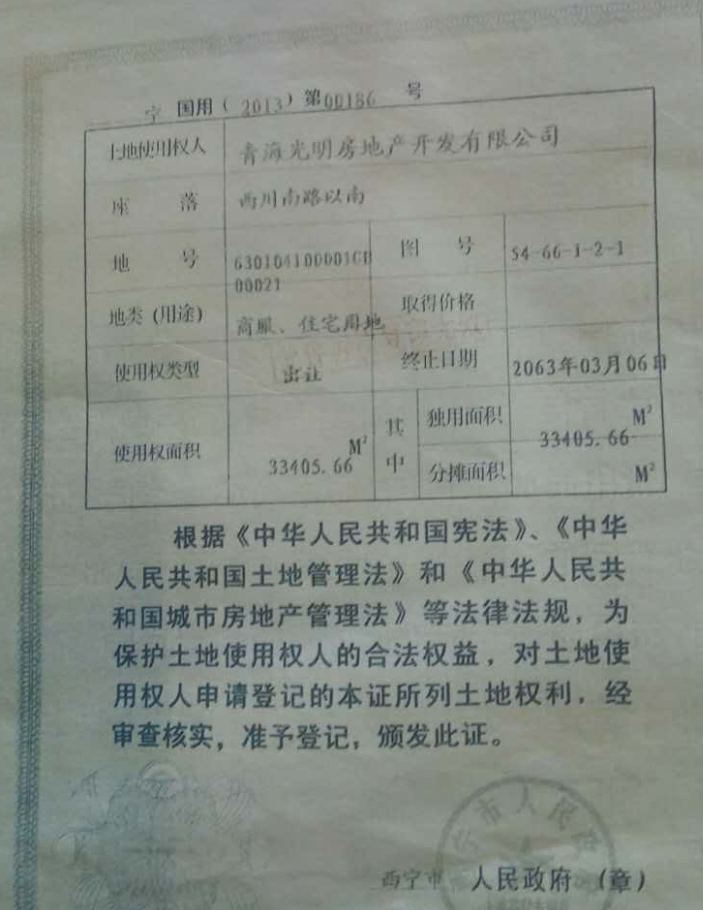 宁 国用（2013）第00186 号
土地使用权人 青海光明房地产开发有限公司
座 落 西川南路以南
地 号 630104100001GB00021 图 号 54-66-1-2-1
地类（用途） 商服、住宅用地 取得价格
使用权类型 出让 终止日期 2063年03月06日
使用权面积 33405.66 M² 其中 独用面积 33405.66 M²
分摊面积 M²
根据《中华人民共和国宪法》、《中华
人民共和国土地管理法》和《中华人民共
和国城市房地产管理法》等法律法规，为
保护土地使用权人的合法权益，对土地使
用权人申请登记的本证所列土地权利，经
审查核实，准予登记，颁发此证。
宁市人民政
西宁市 人民政府（章）